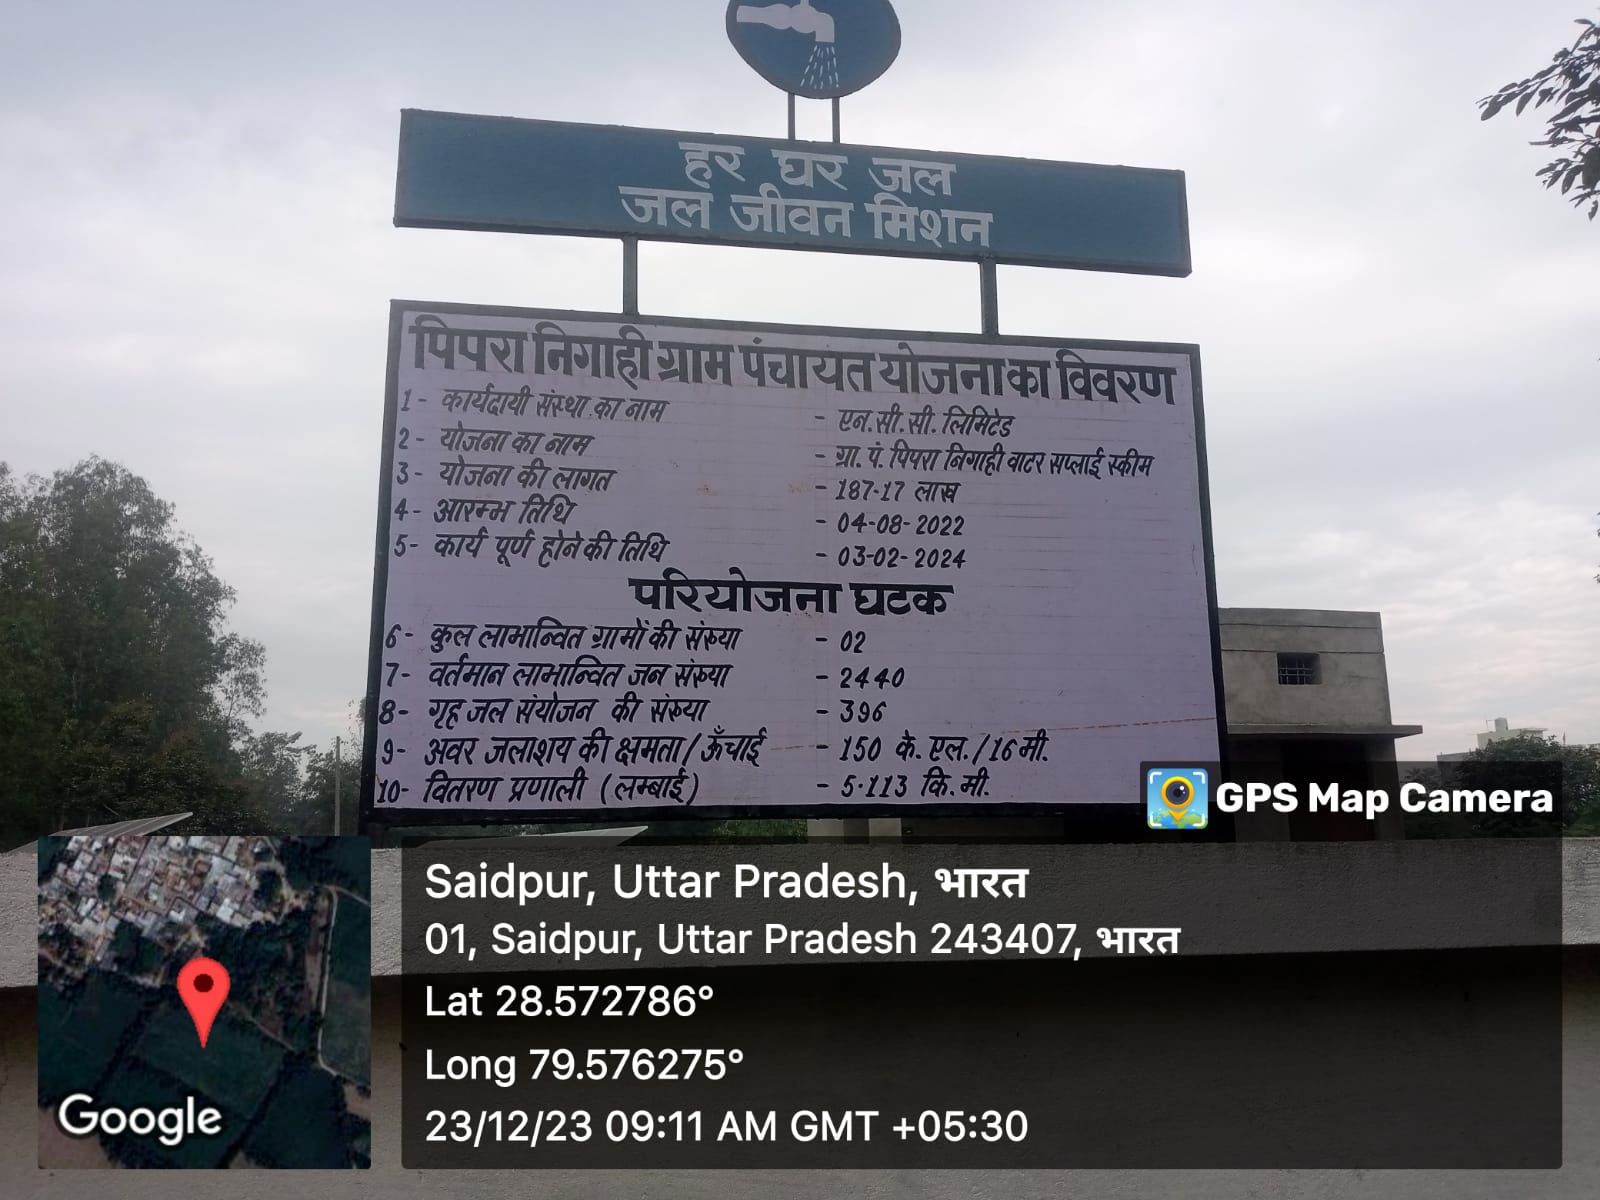 हर घर जल
जल जीवन मिशन
पिपरा निगाही ग्राम पंचायत योजना का विवरण
1- कार्यदायी संस्था का नाम - एन.सी.सी. लिमिटेड
2- योजना का नाम - ग्रा. पं. पिपरा निगाही वाटर सप्लाई स्कीम
3- योजना की लागत - 187-17 लाख
4- आरम्भ तिथि - 04-08-2022
5- कार्य पूर्ण होने की तिथि - 03-02-2024
परियोजना घटक
6- कुल लाभान्वित ग्रामों की संख्या - 02
7- वर्तमान लाभान्वित जन संख्या - 2440
8- गृह जल संयोजन की संख्या - 396
9- अवर जलाशय की क्षमता/ऊँचाई - 150 के. एल./16 मी.
10- वितरण प्रणाली (लम्बाई) - 5.113 कि.मी.
GPS Map Camera
Saidpur, Uttar Pradesh, भारत
01, Saidpur, Uttar Pradesh 243407, भारत
Lat 28.572786°
Long 79.576275°
23/12/23 09:11 AM GMT +05:30
Google